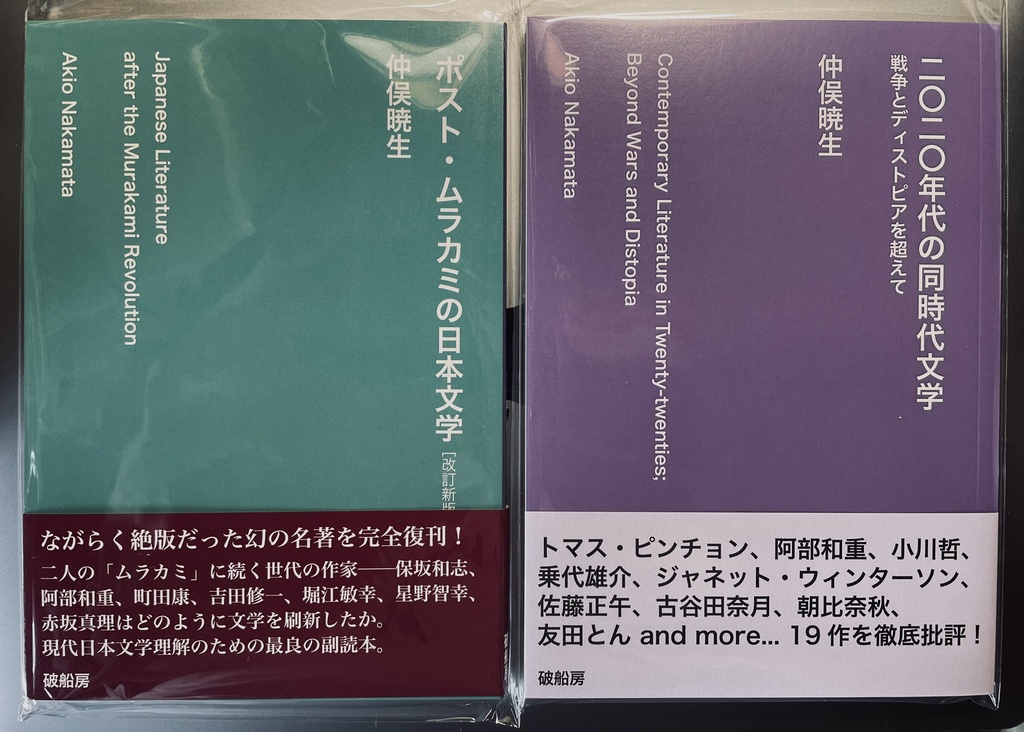 ポスト・ムラカミの日本文学 [改訂新版
仲俣暁生
Japanese Literature
after the Murakami Revolution
Akio Nakamata
ながらく絶版だった幻の名著を完全復刊！
二人の「ムラカミ」に続く世代の作家――保坂和志、
阿部和重、町田康、吉田修一、堀江敏幸、星野智幸、
赤坂真理はどのように文学を刷新したか。
現代日本文学理解のための最良の副読本。
破船房
二〇二〇年代の同時代文学
戦争とディストピアを超えて
仲俣暁生
Contemporary Literature in Twenty-twenties;
Beyond Wars and Distopia
Akio Nakamata
トマス・ピンチョン、阿部和重、小川哲、
乗代雄介、ジャネット・ウィンターソン、
佐藤正午、古谷田奈月、朝比奈秋、
友田とん and more... 19作を徹底批評！
破船房